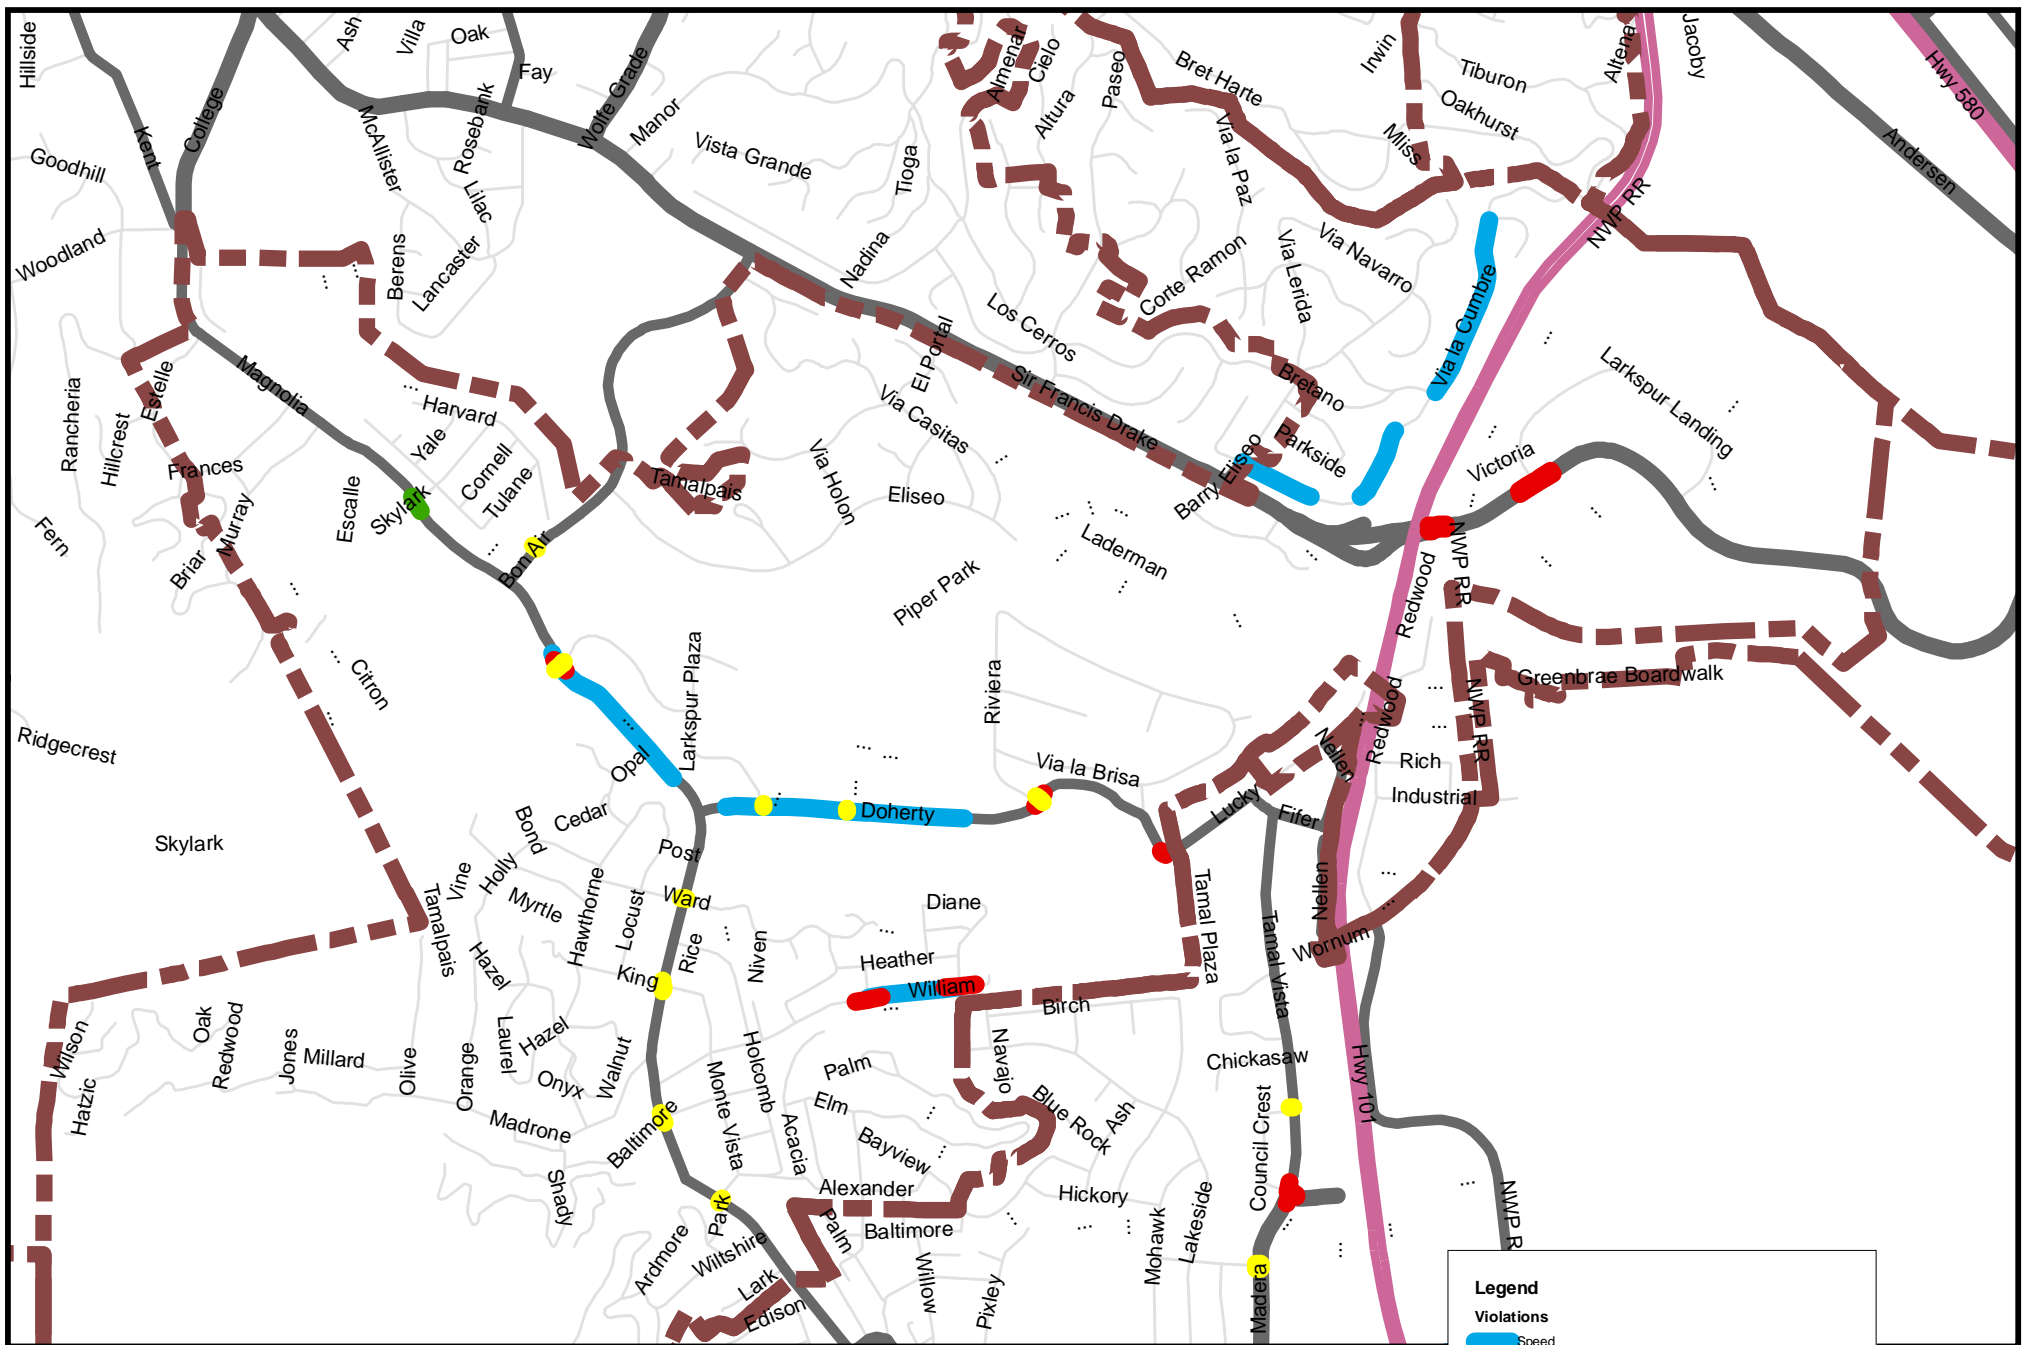 Hillside
Ash
Villa
Oak
Fay
Wolfe Grade
Manor
Almenar
Cielo
Paseo
Bret Harte
Irwin
Tiburon
Altena
Jacoby
Hwy 580
Kent
College
McAllister
Rosebank
Altura
Oakhurst
Goodhill
Vista Grande
Tioga
Via la Paz
Mliss
Andersen
Lilac
NWP RR
Woodland
Berens
Lancaster
Nadina
Corte Ramon
Via Lerida
Via Navarro
Los Cerros
El Portal
Via la Cumbre
Magnolia
Estelle
Rancheria
Hillcrest
Harvard
Yale
Cornell
Tulane
Via Casitas
Sir Francis Drake
Bretano
Parkside
Larkspur Landing
Frances
Escalle
Skylark
Tamalpais
Via Holon
Eliseo
Barry
Eliseo
Victoria
Fern
Murray
Briar
Bon Air
Laderman
Piper Park
Redwood
NWP RR
Citron
Larkspur Plaza
Riviera
Greenbrae Boardwalk
Redwood
NWP RR
Ridgecrest
Opal
Via la Brisa
Nellen
Rich
Industrial
Bond
Cedar
Doherty
Lucky
Fifer
Skylark
Post
Vine
Holly
Myrtle
Hawthorne
Locust
Ward
Diane
Tamal Plaza
Nellen
Tamalpais
Hazel
Rice
Niven
Heather
Tamal Vista
Wornum
King
William
Birch
Wilson
Oak
Redwood
Jones
Millard
Olive
Orange
Laurel
Hazel
Onyx
Walnut
Holcomb
Monte Vista
Palm
Navajo
Chickasaw
Hwy 101
Hatzic
Madrone
Baltimore
Acacia
Elm
Bayview
Blue Rock
Ash
Council Crest
Shady
Park
Alexander
Palm
Baltimore
Hickory
Mohawk
Lakeside
NWP R
Ardmore
Wiltshire
Lark
Edison
Willow
Pixley
Madera
Legend
Violations
Speed